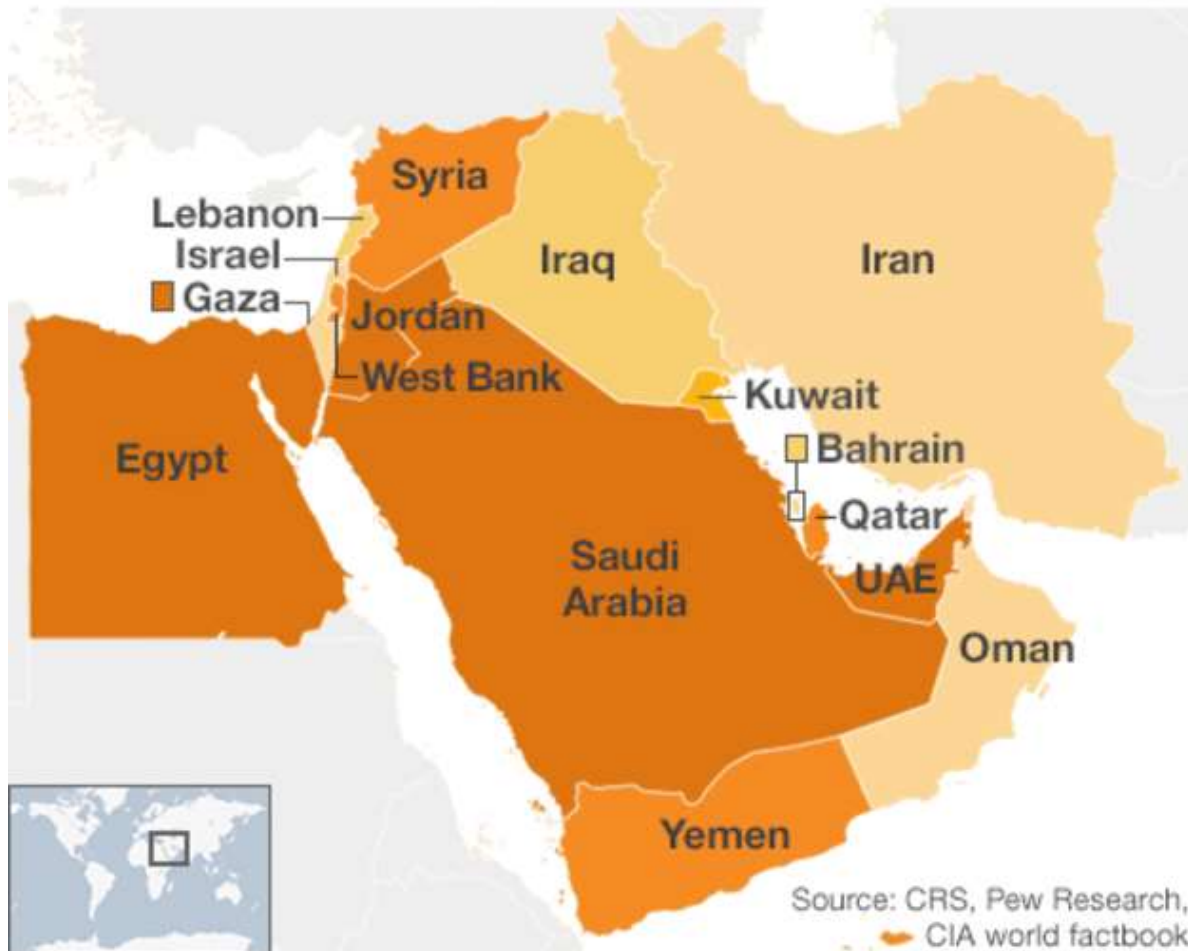 Syria
Lebanon
Israel
Iraq
Iran
Gaza
Jordan
West Bank
Kuwait
Bahrain
Egypt
Qatar
Saudi
Arabia
UAE
Oman
Yemen
Source: CRS, Pew Research,
CIA world factbook